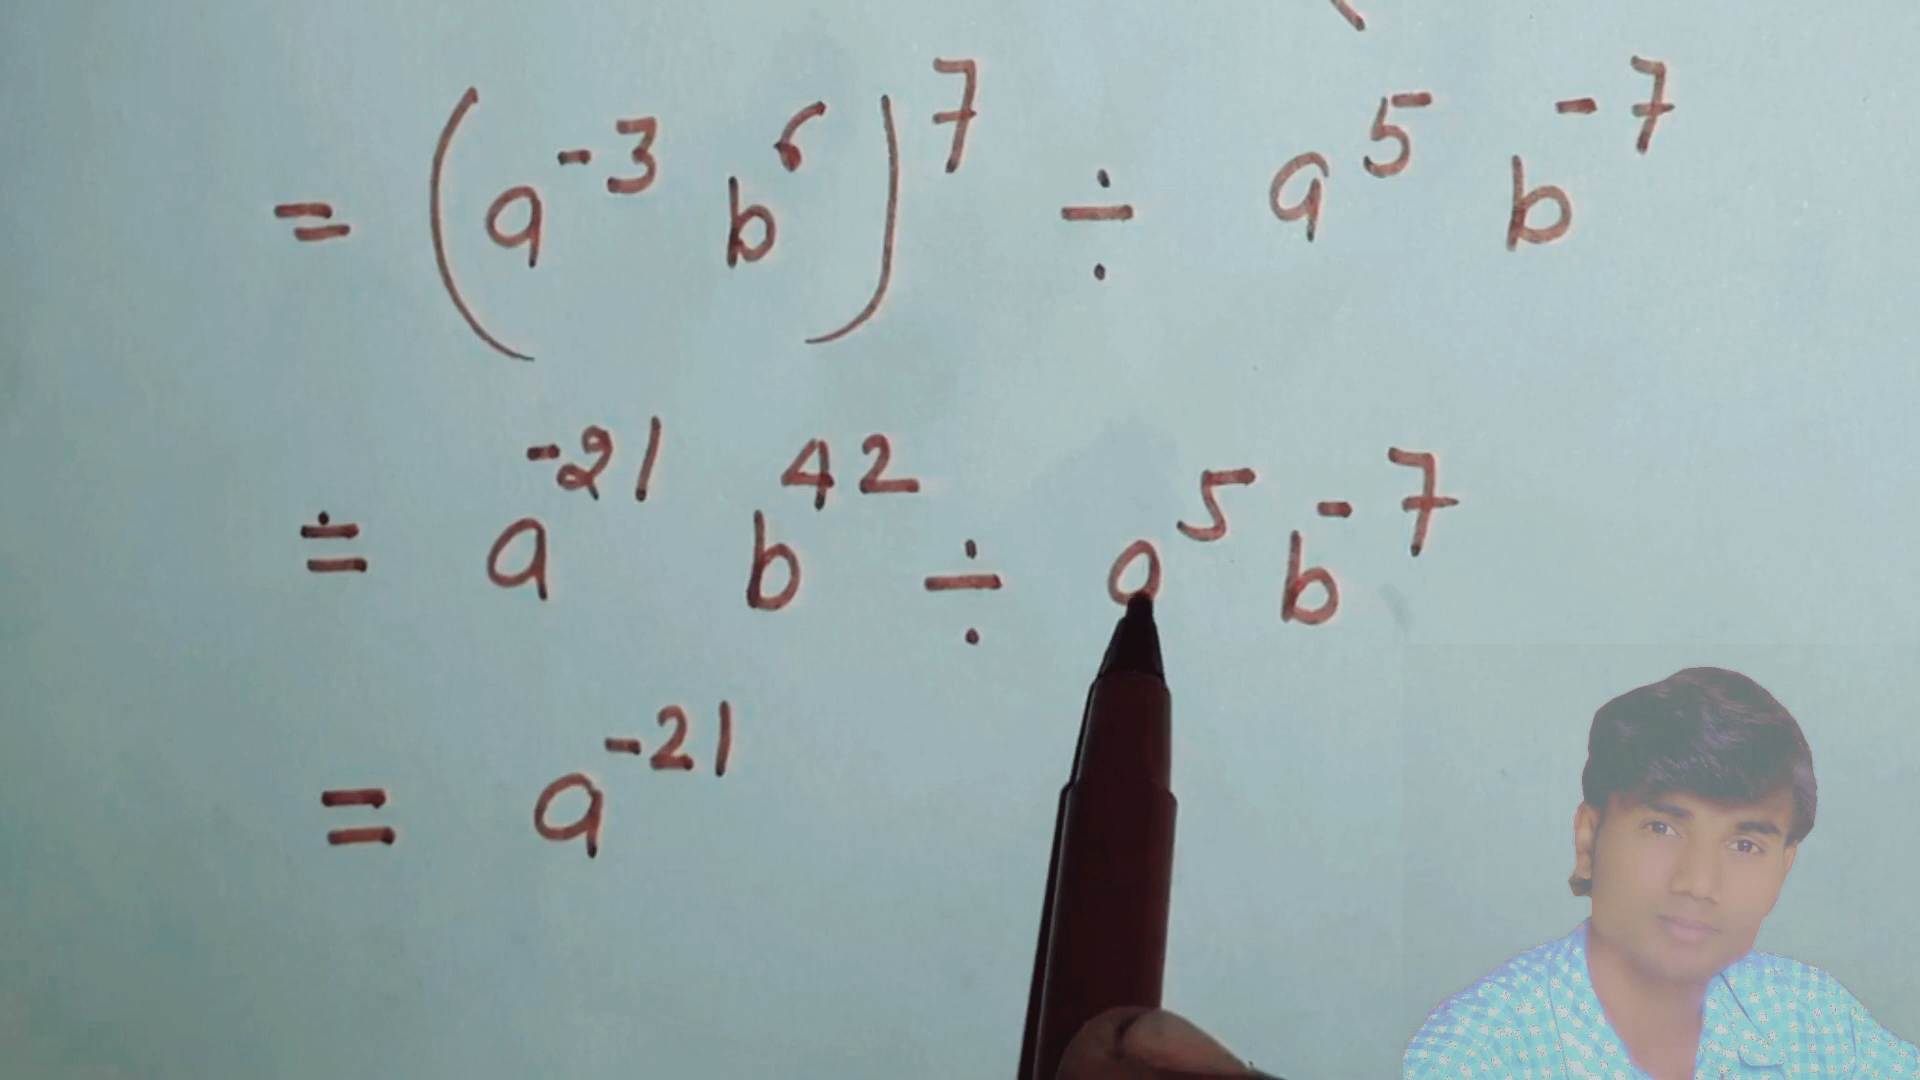 = (a⁻³ b⁶)⁷ ÷ a⁵ b⁻⁷
≐ a⁻²¹ b⁴² ÷ a⁵ b⁻⁷
= a⁻²¹